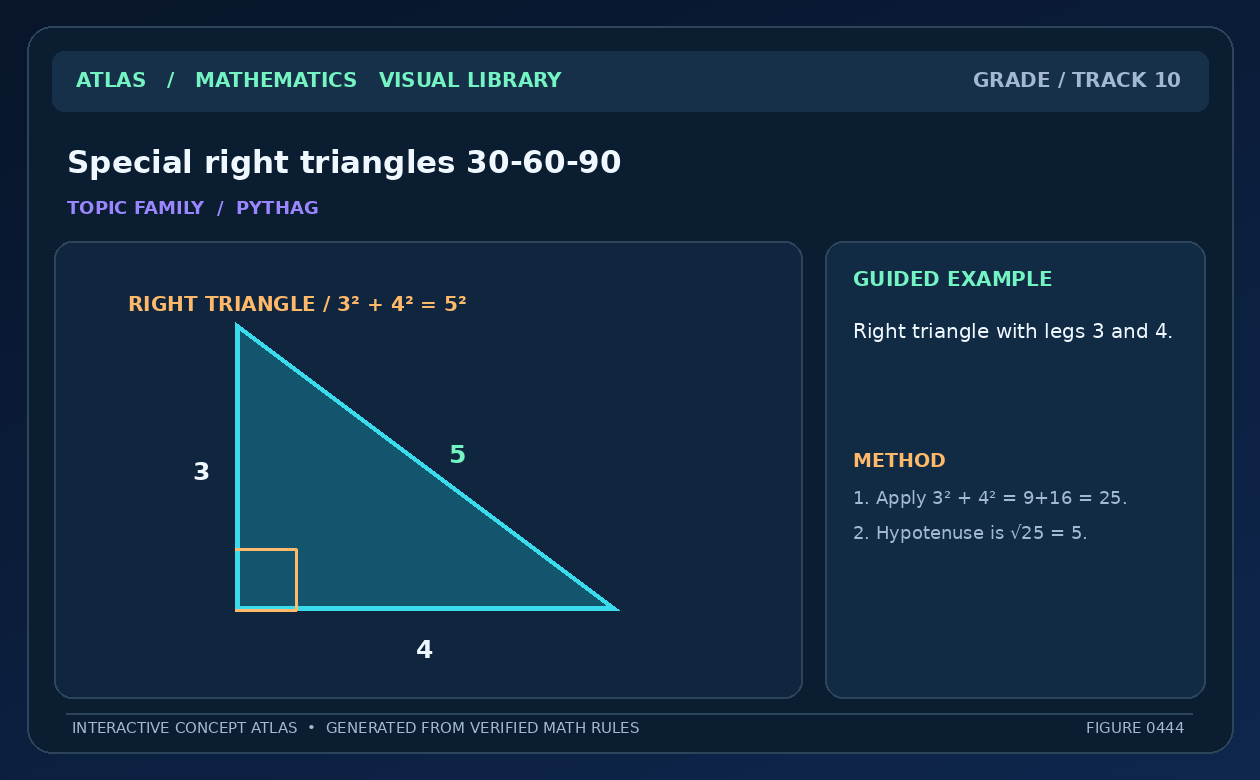 ATLAS / MATHEMATICS VISUAL LIBRARY
GRADE / TRACK 10
Special right triangles 30-60-90
TOPIC FAMILY / PYTHAG
RIGHT TRIANGLE / 3² + 4² = 5²
3
5
4
GUIDED EXAMPLE
Right triangle with legs 3 and 4.
METHOD
1. Apply 3² + 4² = 9+16 = 25.
2. Hypotenuse is √25 = 5.
INTERACTIVE CONCEPT ATLAS • GENERATED FROM VERIFIED MATH RULES
FIGURE 0444